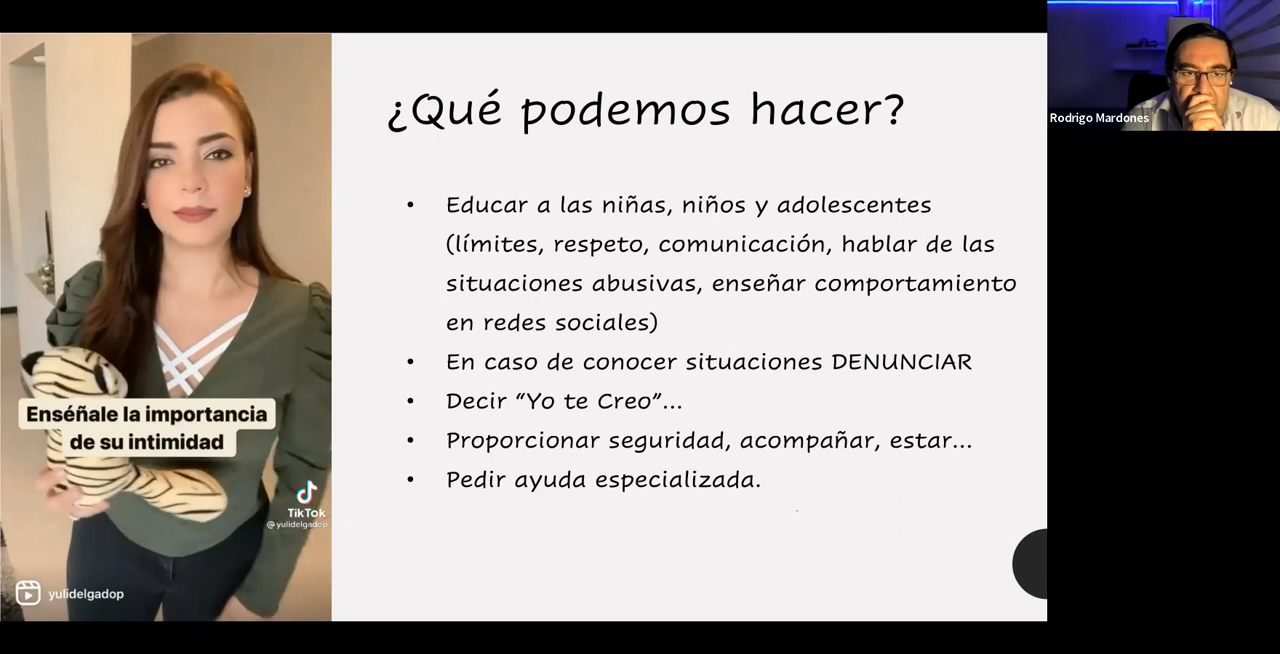 ¿Qué podemos hacer?
• Educar a las niñas, niños y adolescentes
(límites, respeto, comunicación, hablar de las
situaciones abusivas, enseñar comportamiento
en redes sociales)
• En caso de conocer situaciones DENUNCIAR
• Decir “Yo te Creo”...
• Proporcionar seguridad, acompañar, estar...
• Pedir ayuda especializada.
Enséñale la importancia
de su intimidad
TikTok
@yulidelgadop
yulidelgadop
Rodrigo Mardones